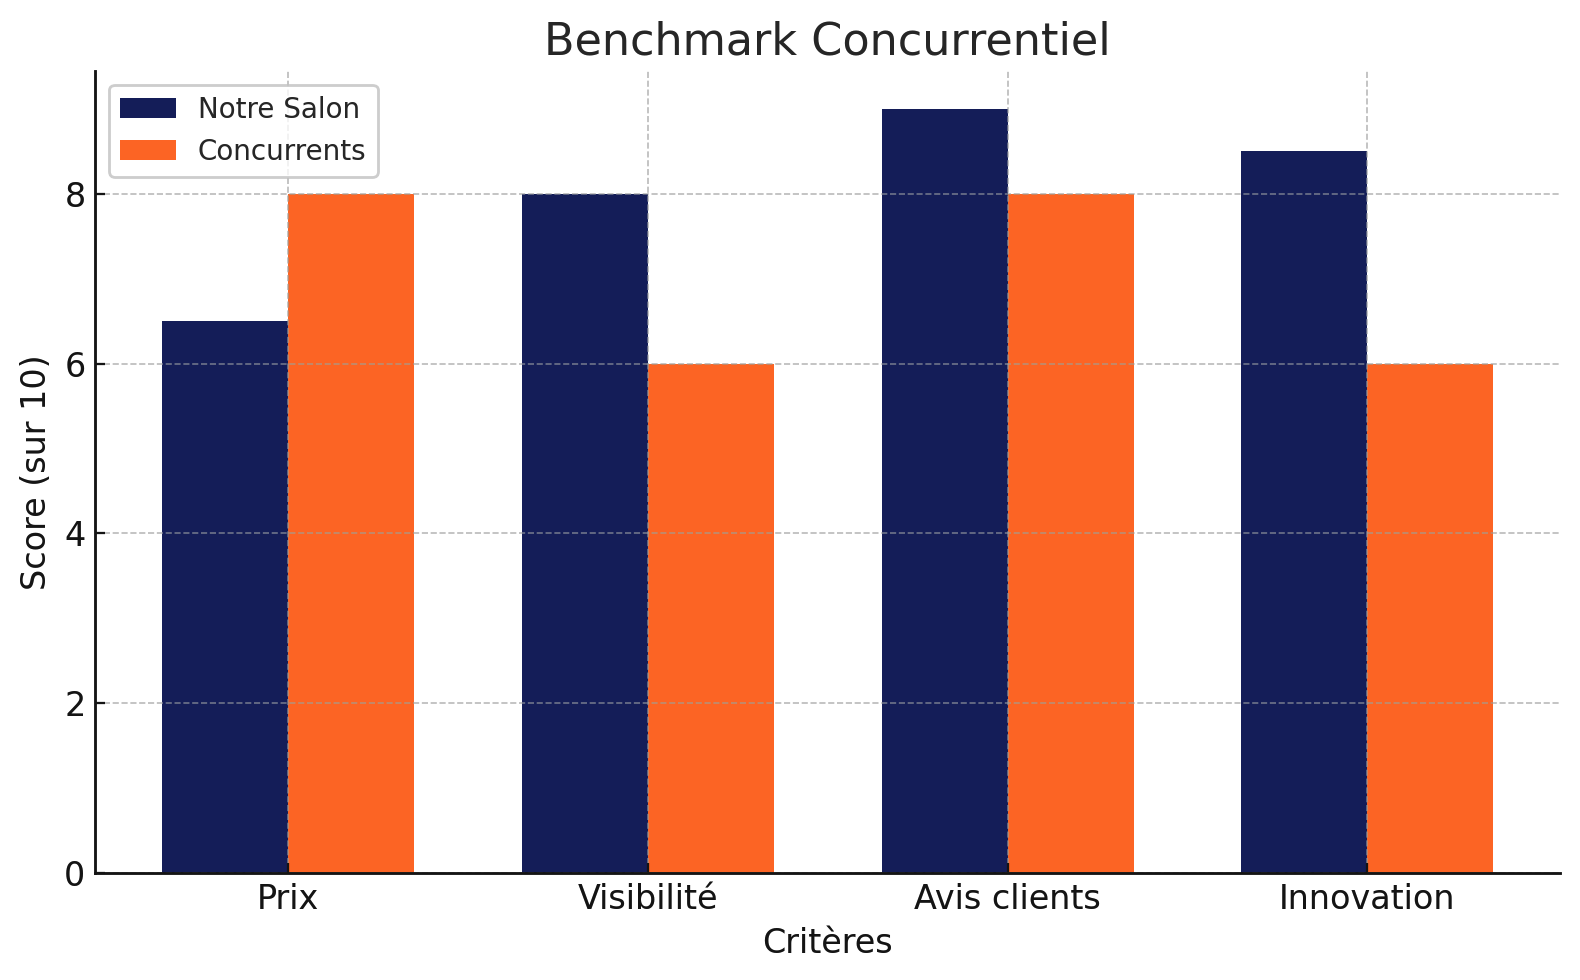 Benchmark Concurrentiel
Notre Salon
Concurrents
8
6
4
2
0
Score (sur 10)
Prix
Visibilité
Avis clients
Innovation
Critères